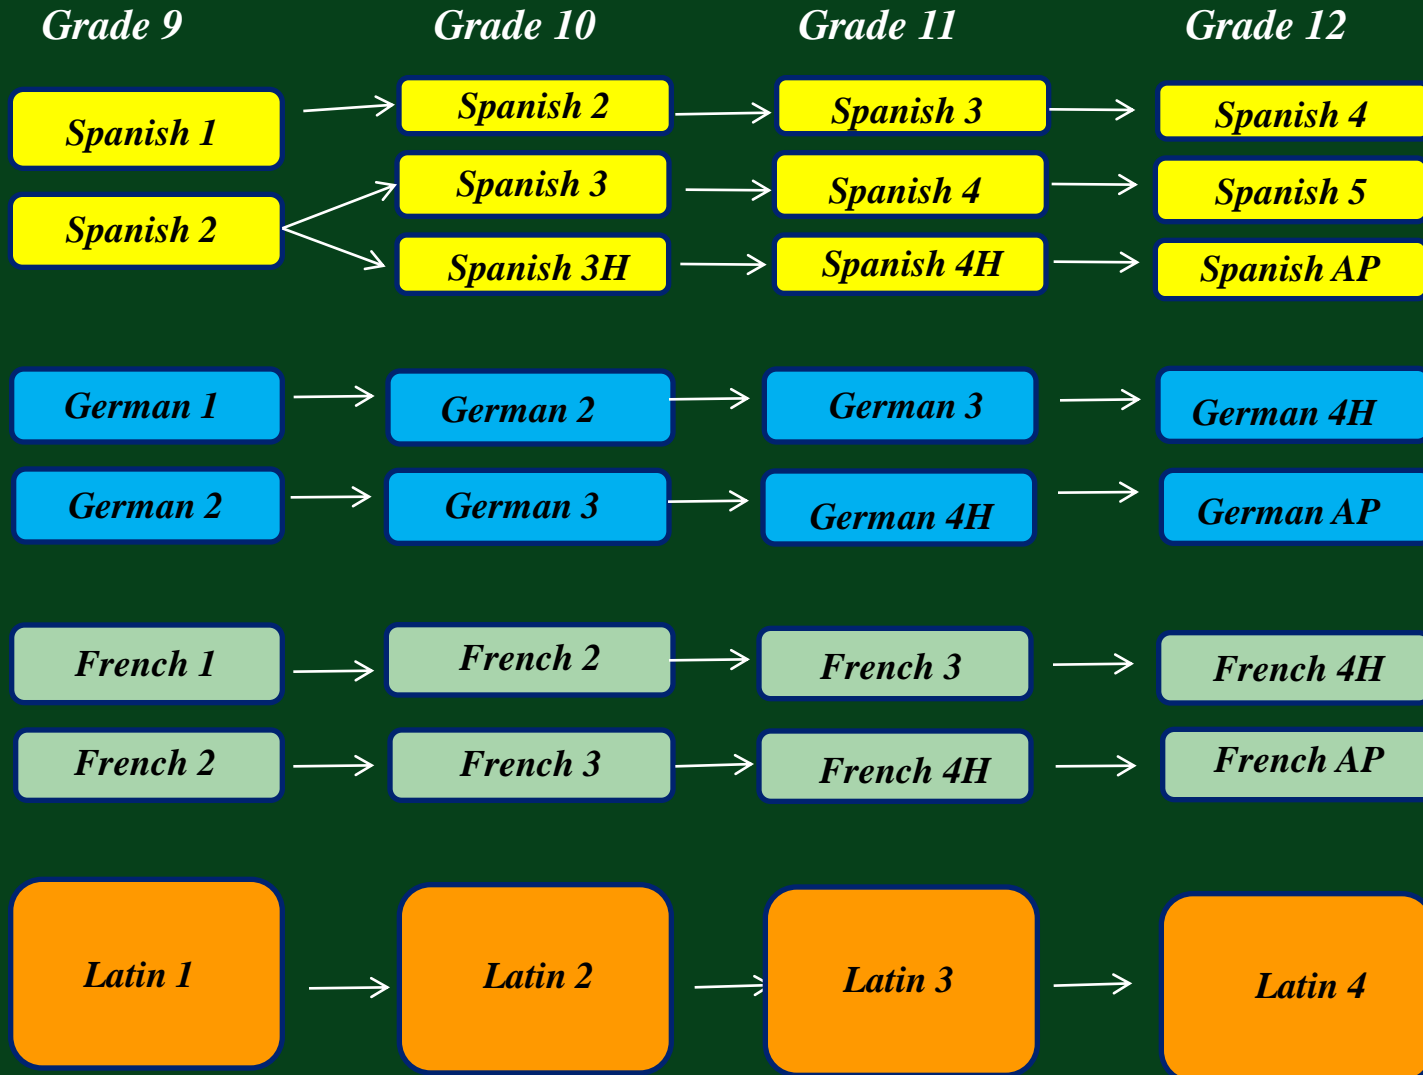 Grade 9 Grade 10 Grade 11 Grade 12
Spanish 1 Spanish 2 Spanish 3 Spanish 4
Spanish 2 Spanish 3 Spanish 4 Spanish 5
Spanish 3H Spanish 4H Spanish AP
German 1 German 2 German 3 German 4H
German 2 German 3 German 4H German AP
French 1 French 2 French 3 French 4H
French 2 French 3 French 4H French AP
Latin 1 Latin 2 Latin 3 Latin 4